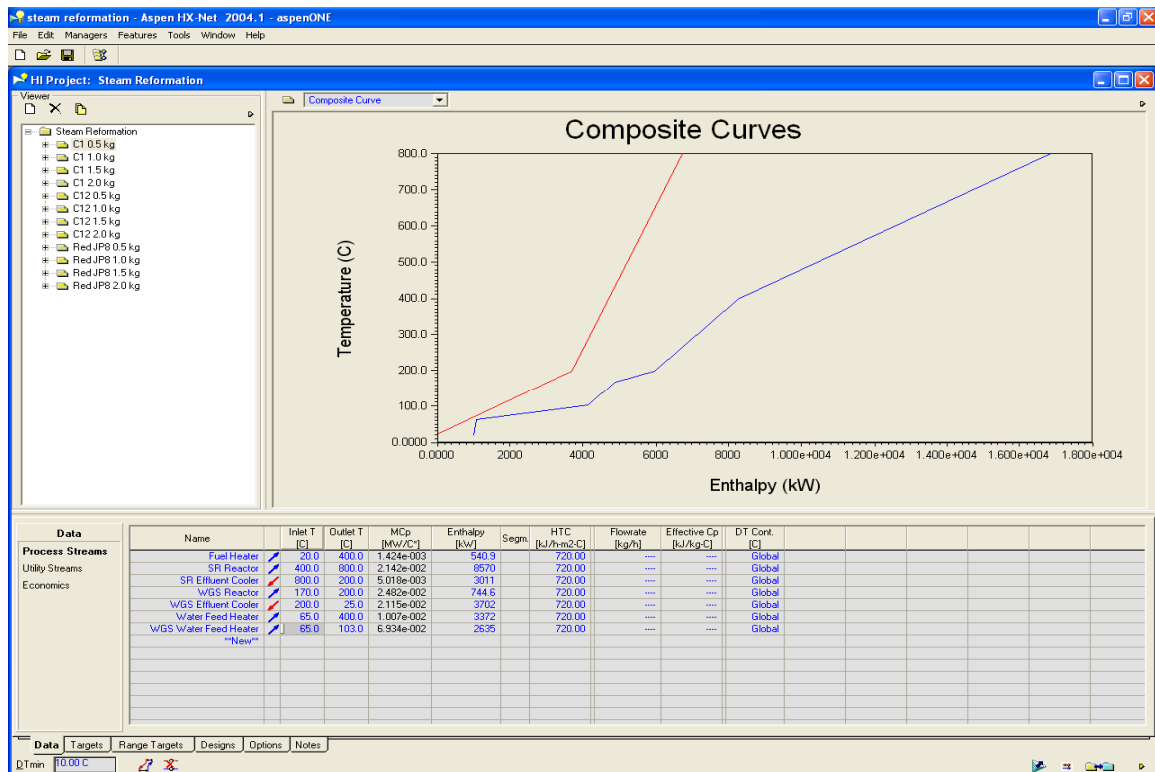 steam reformation - Aspen HX-Net 2004.1 - aspenONE
File Edit Managers Features Tools Window Help
HI Project: Steam Reformation
Viewer
Steam Reformation
C1 0.5 kg
C1 1.0 kg
C1 1.5 kg
C1 2.0 kg
C12 0.5 kg
C12 1.0 kg
C12 1.5 kg
C12 2.0 kg
Red JP8 0.5 kg
Red JP8 1.0 kg
Red JP8 1.5 kg
Red JP8 2.0 kg
Composite Curve
Composite Curves
Temperature (C)
800.0
700.0
600.0
500.0
400.0
300.0
200.0
100.0
0.0000
0.0000 2000 4000 6000 8000 1.000e+004 1.200e+004 1.400e+004 1.600e+004 1.800e+004
Enthalpy (kW)
Data
Process Streams
Utility Streams
Economics
Name Inlet T [C] Outlet T [C] MCp [MW/C°] Enthalpy [kW] Segm. HTC [kJ/h-m2-C] Flowrate [kg/h] Effective Cp [kJ/kg-C] DT Cont. [C]
Fuel Heater 20.0 400.0 1.424e-003 540.9 720.00 ---- ---- Global
SR Reactor 400.0 800.0 2.142e-002 8570 720.00 ---- ---- Global
SR Effluent Cooler 800.0 200.0 5.018e-003 3011 720.00 ---- ---- Global
WGS Reactor 170.0 200.0 2.482e-002 744.6 720.00 ---- ---- Global
WGS Effluent Cooler 200.0 25.0 2.115e-002 3702 720.00 ---- ---- Global
Water Feed Heater 65.0 400.0 1.007e-002 3372 720.00 ---- ---- Global
WGS Water Feed Heater 65.0 103.0 6.934e-002 2635 720.00 ---- ---- Global
**New**
Data Targets Range Targets Designs Options Notes
DTmin 10.00 C